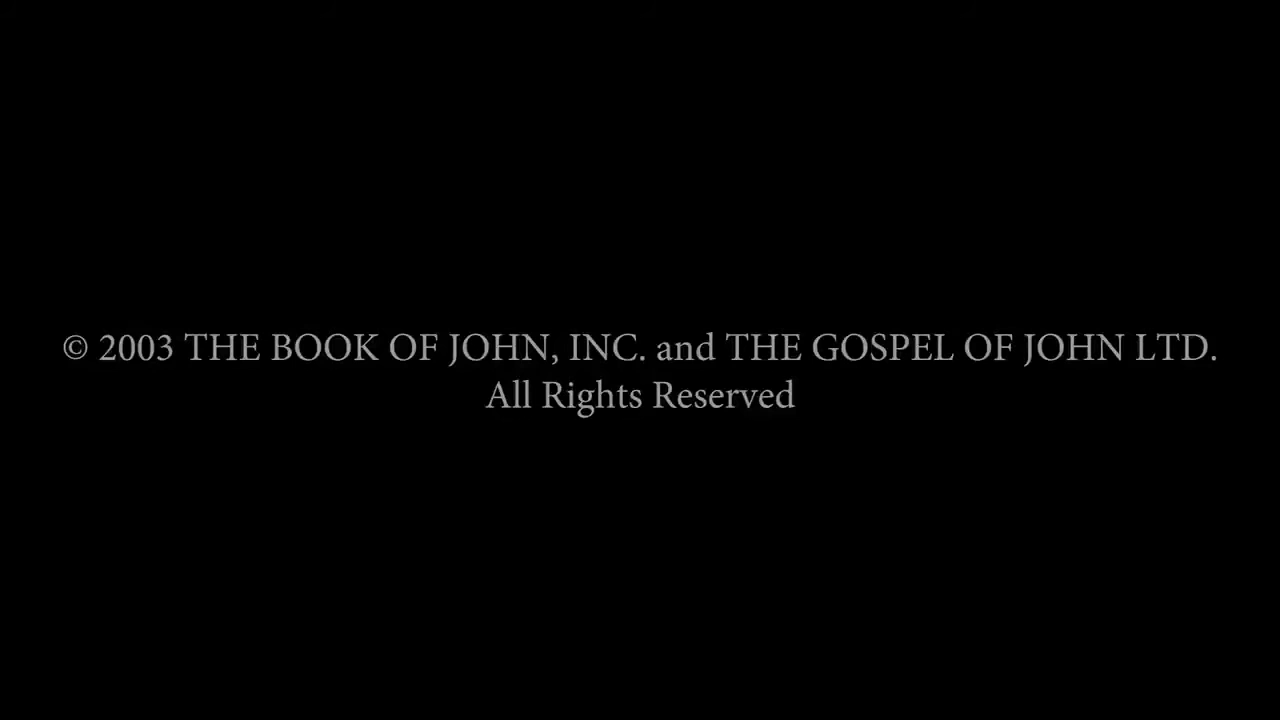 © 2003 THE BOOK OF JOHN, INC. and THE GOSPEL OF JOHN LTD.
All Rights Reserved